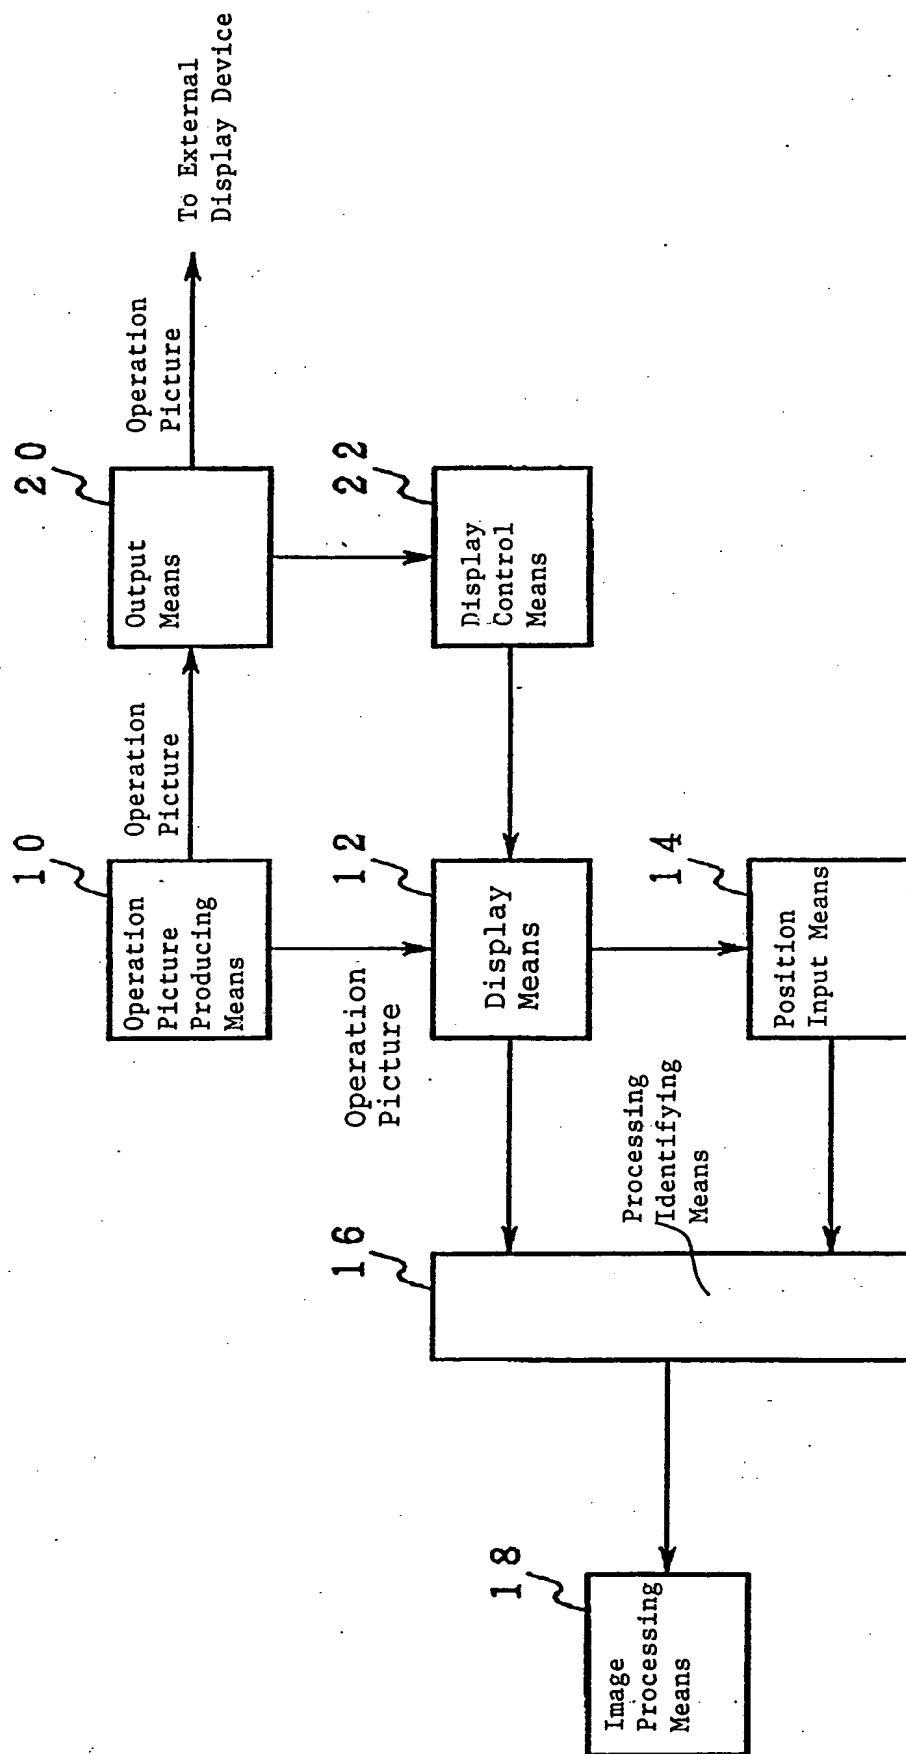 10
Operation
Picture
Producing
Means
Operation
Picture
20
Output
Means
Operation
Picture
To External
Display Device
Operation
Picture
12
Display
Means
22
Display
Control
Means
16
Processing
Identifying
Means
14
Position
Input Means
18
Image
Processing
Means